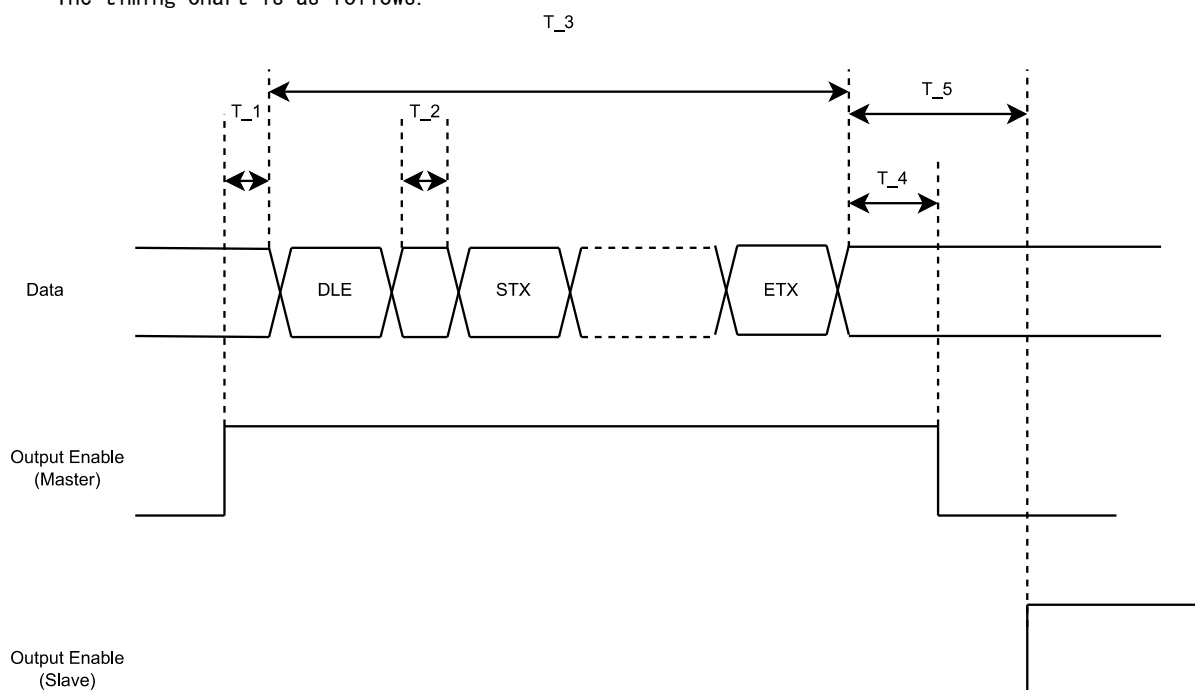 The timing chart is as follows.
T_3
T_5
T_1
T_2
T_4
Data
DLE
STX
ETX
Output Enable
(Master)
Output Enable
(Slave)